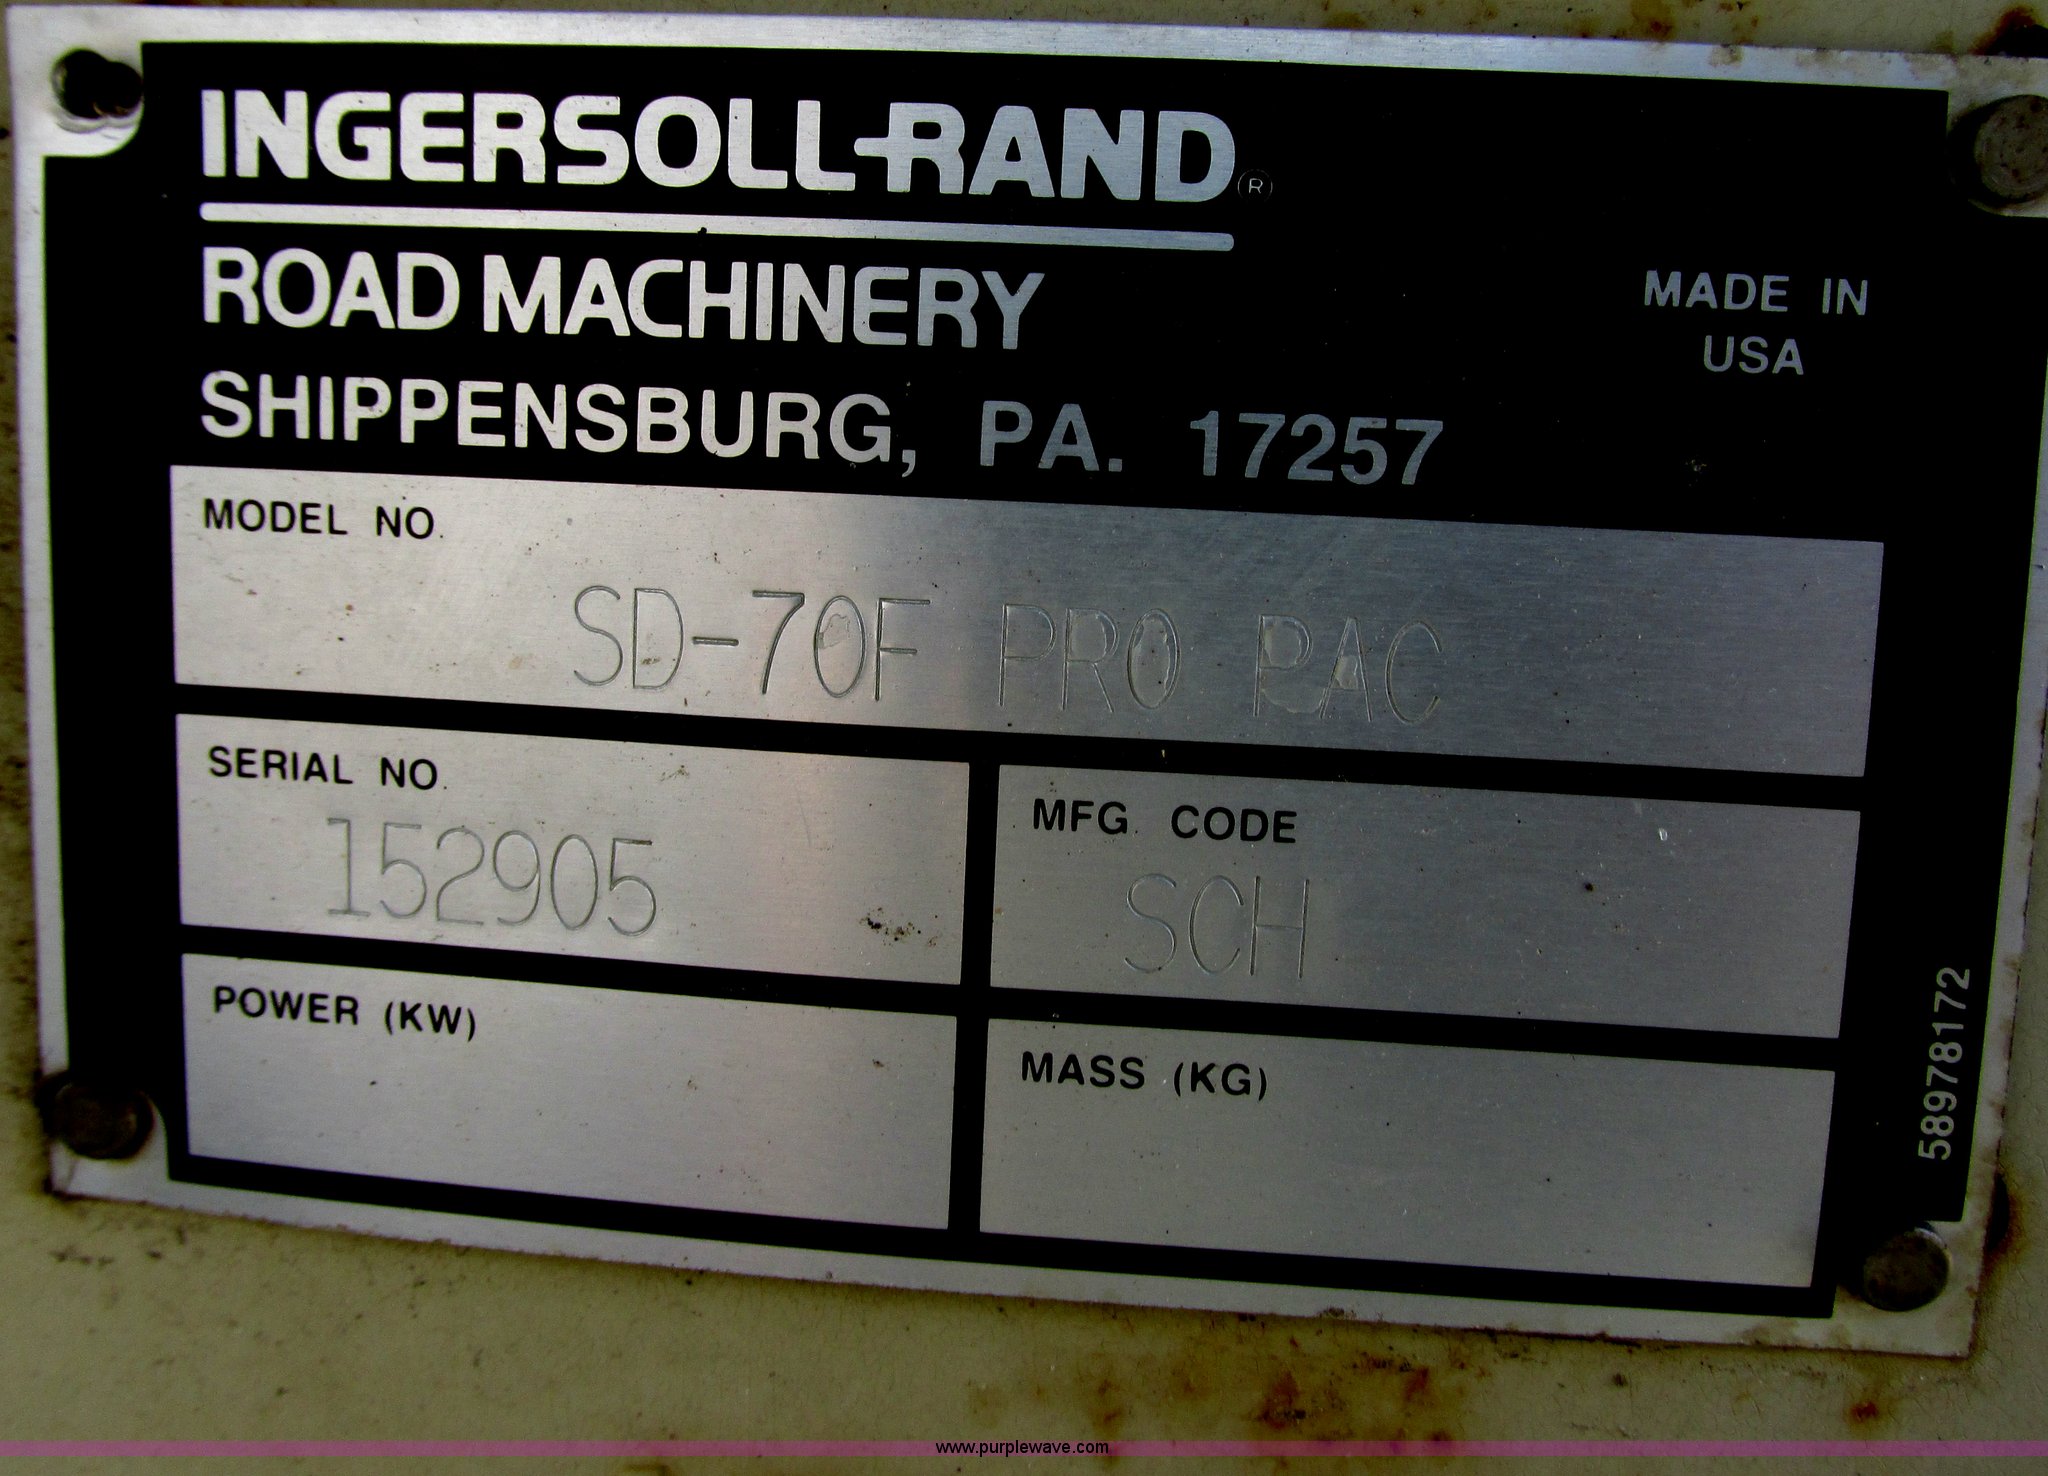 INGERSOLL-RAND®
ROAD MACHINERY
MADE IN
USA
SHIPPENSBURG, PA. 17257
MODEL NO.
SD-70F PRO PAC
SERIAL NO.
152905
MFG. CODE
SCH
POWER (KW)
MASS (KG)
58978172
www.purplewave.com